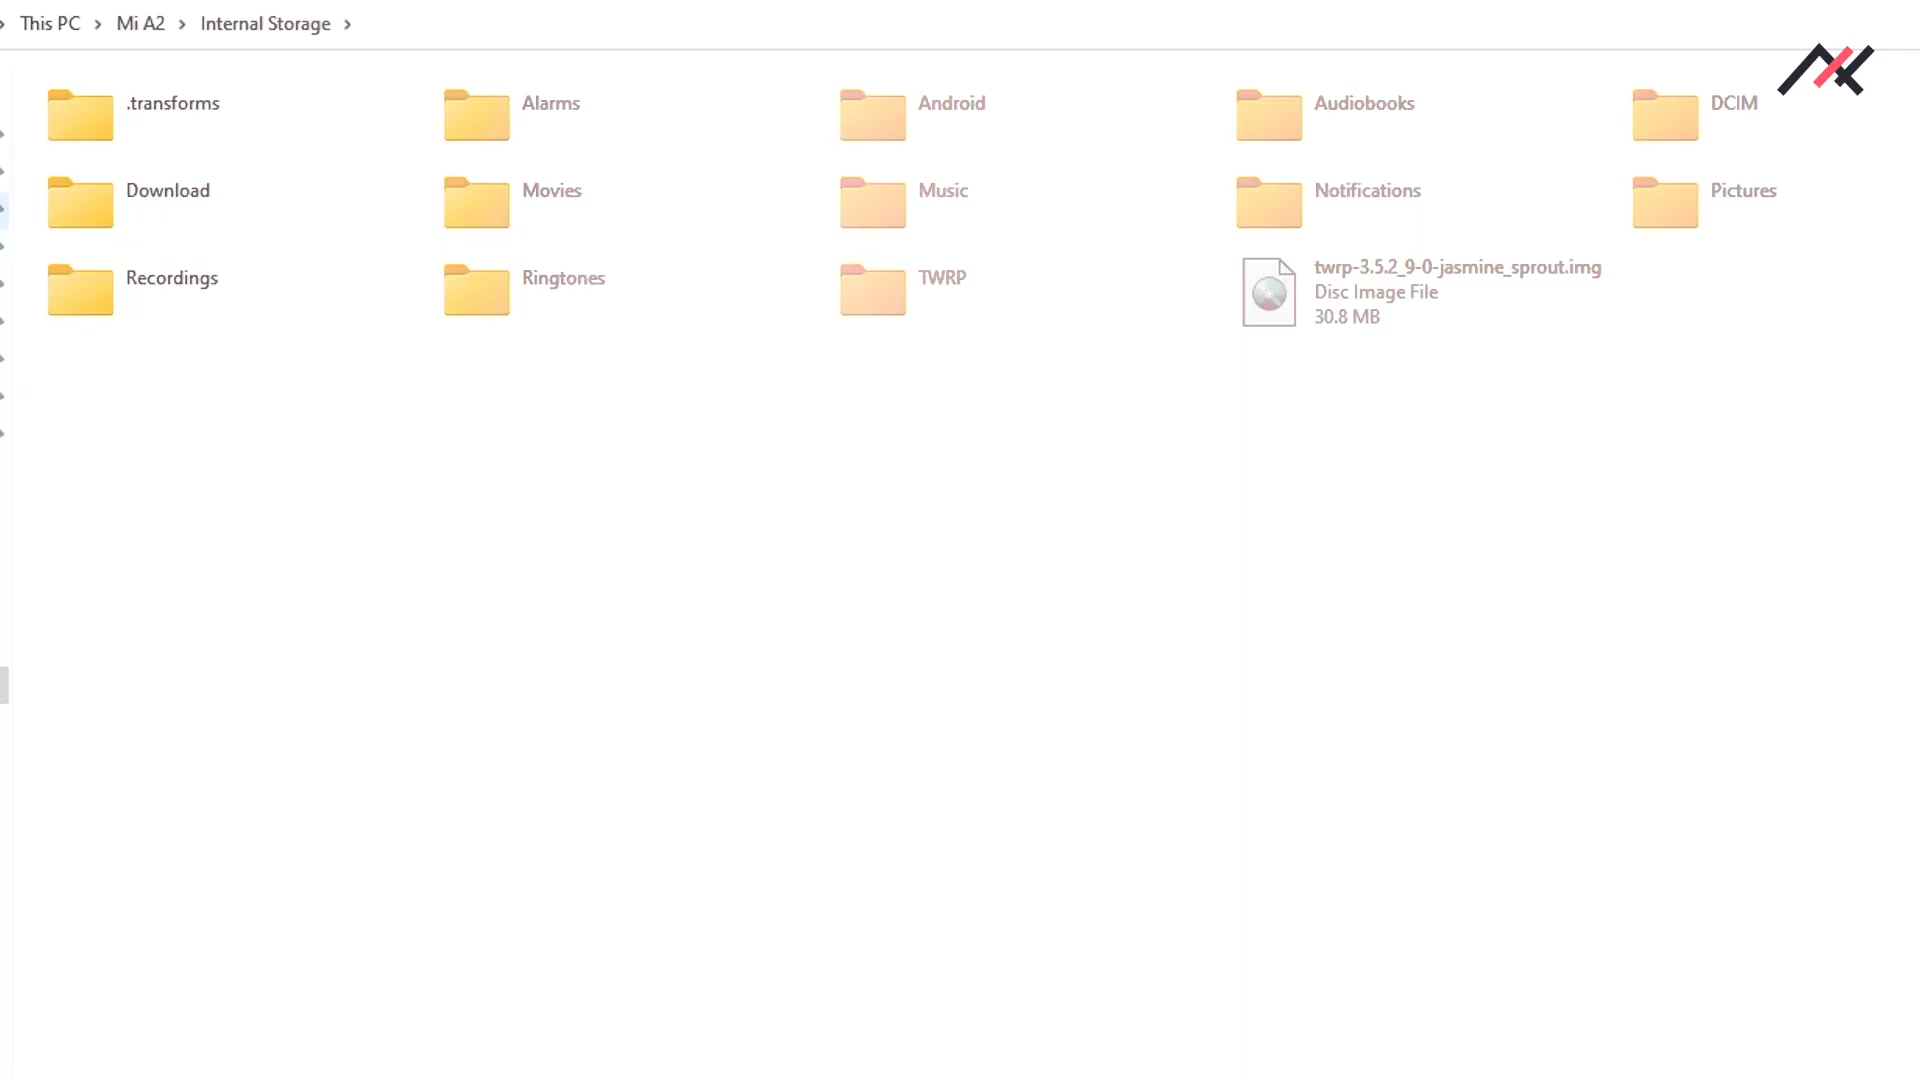 This PC > Mi A2 > Internal Storage >
.transforms
Alarms
Android
Audiobooks
DCIM
Download
Movies
Music
Notifications
Pictures
Recordings
Ringtones
TWRP
twrp-3.5.2_9-0-jasmine_sprout.img
Disc Image File
30.8 MB